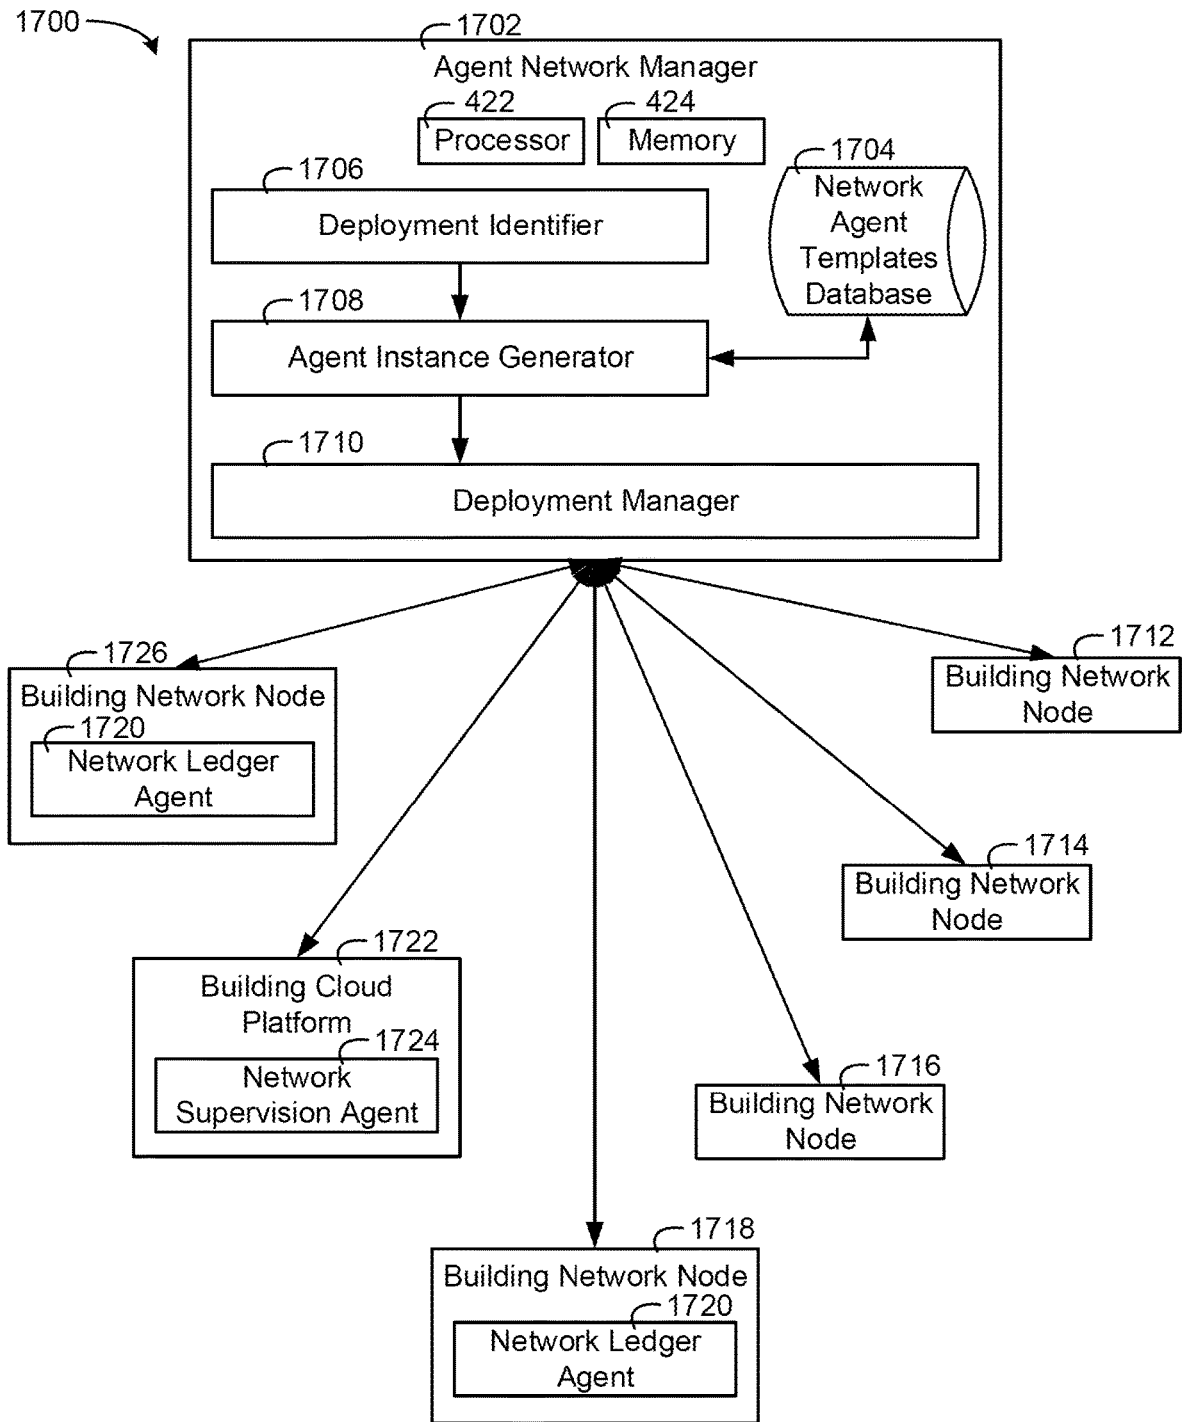 1700
1702
Agent Network Manager
422
Processor
424
Memory
1704
Network
Agent
Templates
Database
1706
Deployment Identifier
1708
Agent Instance Generator
1710
Deployment Manager
1726
Building Network Node
1720
Network Ledger
Agent
1712
Building Network
Node
1714
Building Network
Node
1722
Building Cloud
Platform
1724
Network
Supervision Agent
1716
Building Network
Node
1718
Building Network Node
1720
Network Ledger
Agent